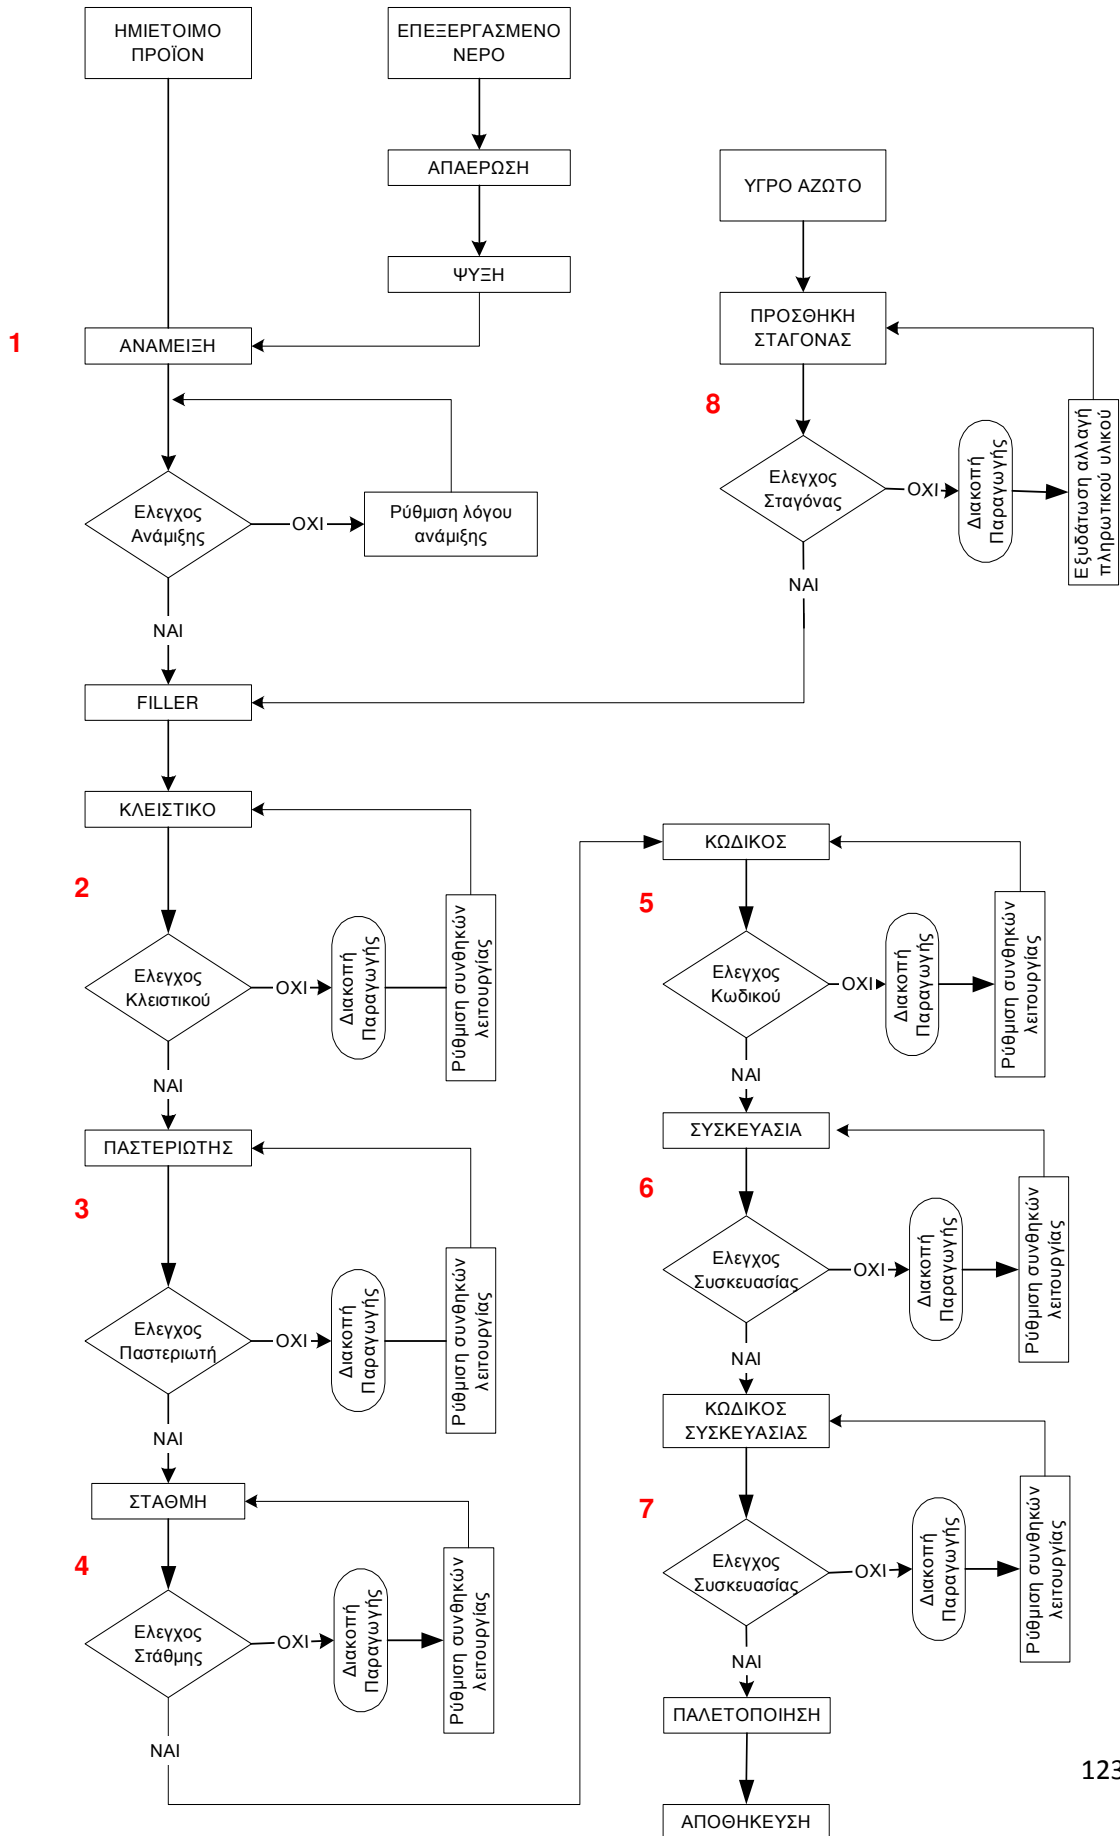 ΗΜΙΕΤΟΙΜΟ
ΠΡΟΪΟΝ
ΕΠΕΞΕΡΓΑΣΜΕΝΟ
ΝΕΡΟ
ΑΠΑΕΡΩΣΗ
ΥΓΡΟ ΑΖΩΤΟ
ΨΥΞΗ
1
ΑΝΑΜΕΙΞΗ
ΠΡΟΣΘΗΚΗ
ΣΤΑΓΟΝΑΣ
8
Ελεγχος
Ανάμιξης
ΟΧΙ
Ρύθμιση λόγου
ανάμιξης
Ελεγχος
Σταγόνας
ΟΧΙ
Διακοπή
Παραγωγής
Εξυδάτωση αλλαγή
πληρωτικού υλικού
ΝΑΙ
ΝΑΙ
FILLER
ΚΛΕΙΣΤΙΚΟ
2
Ελεγχος
Κλειστικού
ΟΧΙ
Διακοπή
Παραγωγής
Ρύθμιση συνθηκών
λειτουργίας
ΝΑΙ
ΠΑΣΤΕΡΙΩΤΗΣ
3
Ελεγχος
Παστεριωτή
ΟΧΙ
Διακοπή
Παραγωγής
Ρύθμιση συνθηκών
λειτουργίας
ΝΑΙ
ΣΤΑΘΜΗ
4
Ελεγχος
Στάθμης
ΟΧΙ
Διακοπή
Παραγωγής
Ρύθμιση συνθηκών
λειτουργίας
ΝΑΙ
ΚΩΔΙΚΟΣ
5
Ελεγχος
Κωδικού
ΟΧΙ
Διακοπή
Παραγωγής
Ρύθμιση συνθηκών
λειτουργίας
ΝΑΙ
ΣΥΣΚΕΥΑΣΙΑ
6
Ελεγχος
Συσκευασίας
ΟΧΙ
Διακοπή
Παραγωγής
Ρύθμιση συνθηκών
λειτουργίας
ΝΑΙ
ΚΩΔΙΚΟΣ
ΣΥΣΚΕΥΑΣΙΑΣ
7
Ελεγχος
Συσκευασίας
ΟΧΙ
Διακοπή
Παραγωγής
Ρύθμιση συνθηκών
λειτουργίας
ΝΑΙ
ΠΑΛΕΤΟΠΟΙΗΣΗ
ΑΠΟΘΗΚΕΥΣΗ
123